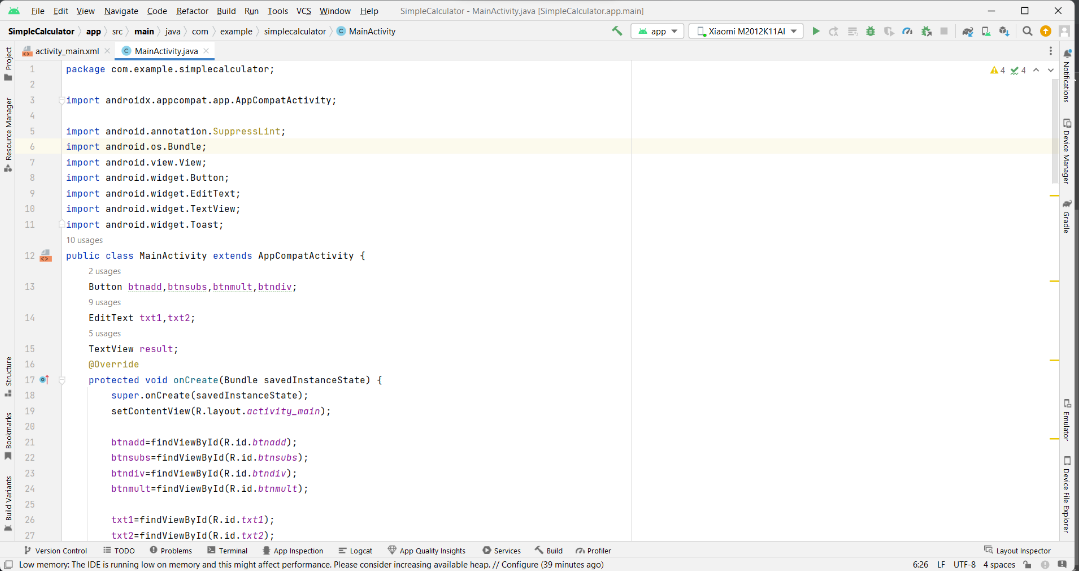 File Edit View Navigate Code Refactor Build Run Tools VCS Window Help SimpleCalculator - MainActivity.java [SimpleCalculator.app.main]
SimpleCalculator app src main java com example simplecalculator MainActivity app Xiaomi M2012K11AI
activity_main.xml MainActivity.java
Project
Resource Manager
Structure
Bookmarks
Build Variants
4 4
1 package com.example.simplecalculator;
2
3 import androidx.appcompat.app.AppCompatActivity;
4
5 import android.annotation.SuppressLint;
6 import android.os.Bundle;
7 import android.view.View;
8 import android.widget.Button;
9 import android.widget.EditText;
10 import android.widget.TextView;
11 import android.widget.Toast;
10 usages
12 public class MainActivity extends AppCompatActivity {
2 usages
13 Button btnadd,btnsubs,btnmult,btndiv;
9 usages
14 EditText txt1,txt2;
5 usages
15 TextView result;
16 @Override
17 protected void onCreate(Bundle savedInstanceState) {
18 super.onCreate(savedInstanceState);
19 setContentView(R.layout.activity_main);
20
21 btnadd=findViewById(R.id.btnadd);
22 btnsubs=findViewById(R.id.btnsubs);
23 btndiv=findViewById(R.id.btndiv);
24 btnmult=findViewById(R.id.btnmult);
25
26 txt1=findViewById(R.id.txt1);
27 txt2=findViewById(R.id.txt2);
Notifications
Device Manager
Gradle
Emulator
Device File Explorer
Version Control TODO Problems Terminal App Inspection Logcat App Quality Insights Services Build Profiler Layout Inspector
Low memory: The IDE is running low on memory and this might affect performance. Please consider increasing available heap. // Configure (39 minutes ago) 6:26 LF UTF-8 4 spaces